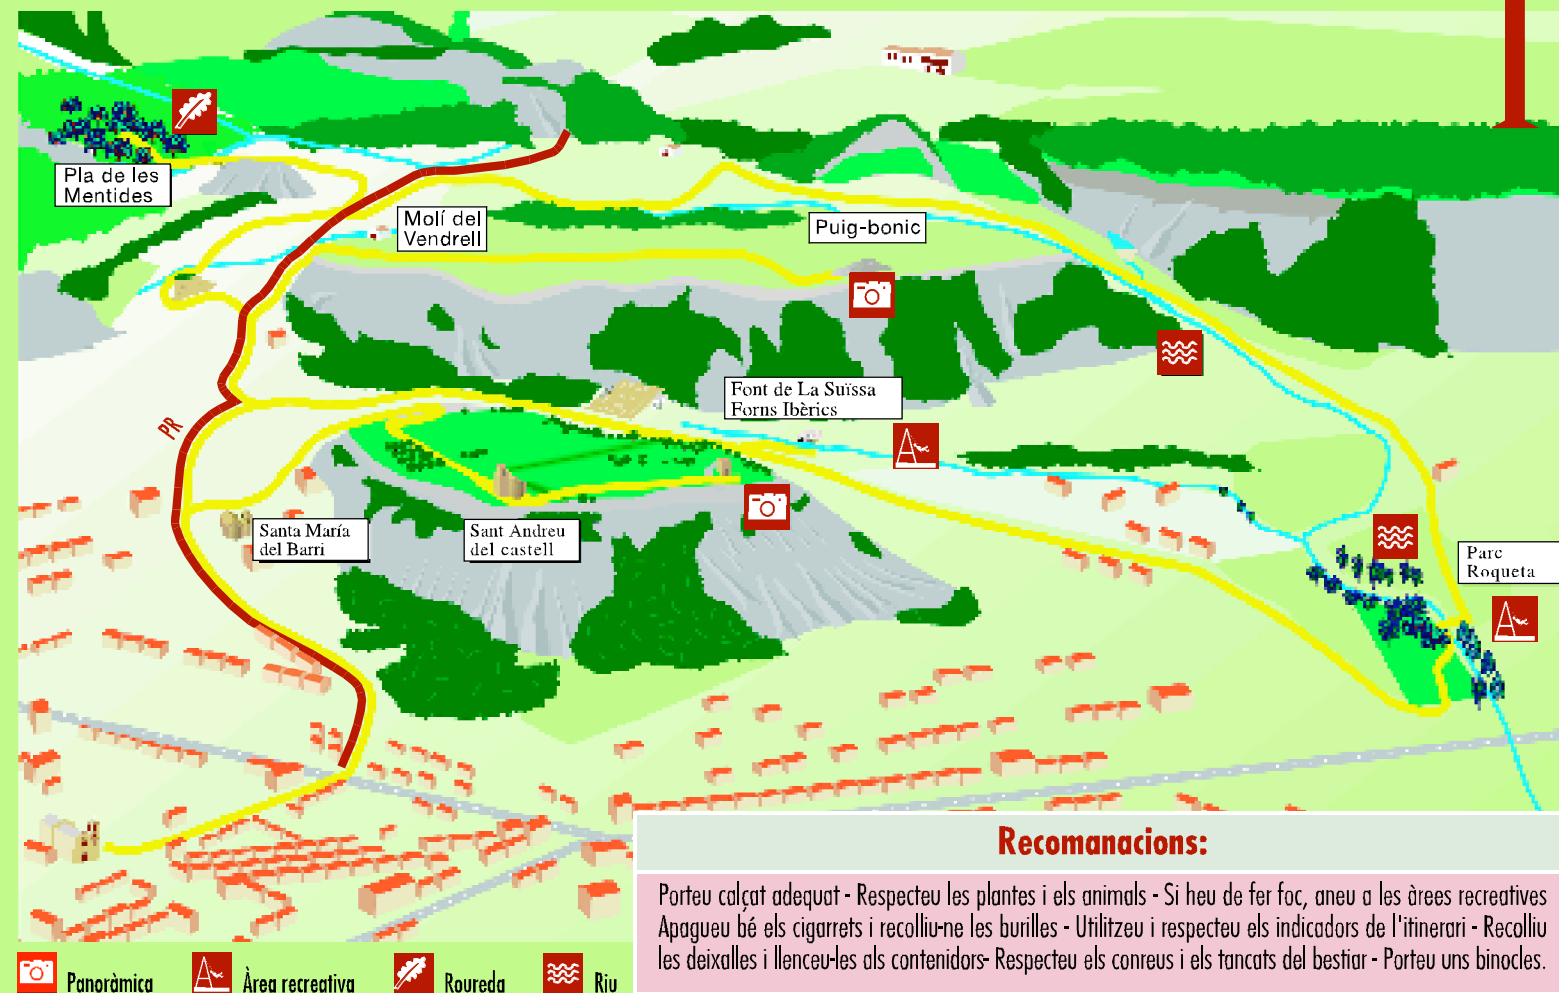 Pla de les
Mentides
Molí del
Vendrell
Puig-bonic
Font de La Suïssa
Forns Ibèrics
PR
Santa María
del Barri
Sant Andreu
del castell
Parc
Roqueta
Recomanacions:
Porteu calçat adequat - Respecteu les plantes i els animals - Si heu de fer foc, aneu a les àrees recreatives
Apagueu bé els cigarrets i recolliu-ne les burilles - Utilitzeu i respecteu els indicadors de l'itinerari - Recolliu
les deixalles i llenceu-les als contenidors- Respecteu els conreus i els tancats del bestiar - Porteu uns binocles.
Panoràmica
Àrea recreativa
Roureda
Riu